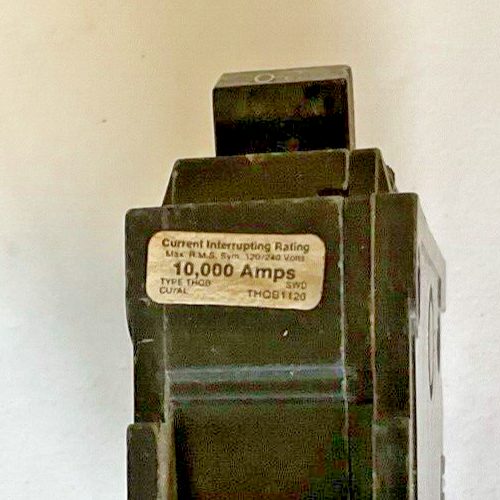 Current Interrupting Rating
Max. R.M.S. Sym. 120/240 Volts
10,000 Amps
TYPE THQB SWD
CU/AL THQB1120